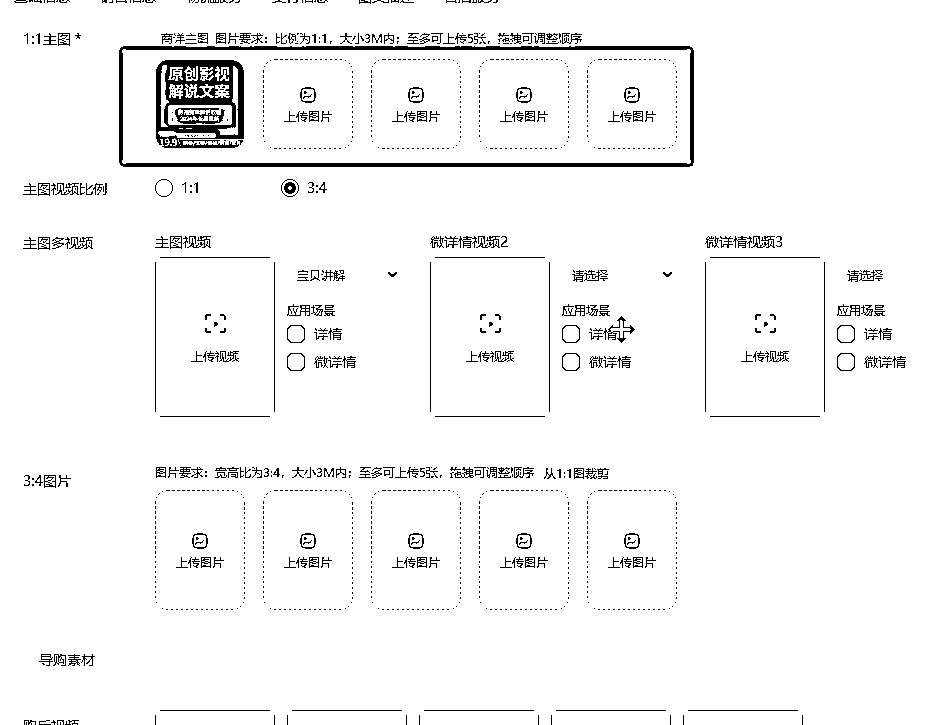 1:1主图 *
商详主图 图片要求：比例为1:1，大小3M内；至多可上传5张，拖拽可调整顺序
原创影视
解说文案
19.9
上传图片 上传图片 上传图片 上传图片
主图视频比例 1:1 3:4
主图多视频 主图视频 微详情视频2 微详情视频3
宝贝讲解 请选择 请选择
应用场景 应用场景 应用场景
详情 详情 详情
上传视频 微详情 上传视频 微详情 上传视频 微详情
3:4图片 图片要求：宽高比为3:4，大小3M内；至多可上传5张，拖拽可调整顺序 从1:1图裁剪
上传图片 上传图片 上传图片 上传图片 上传图片
导购素材